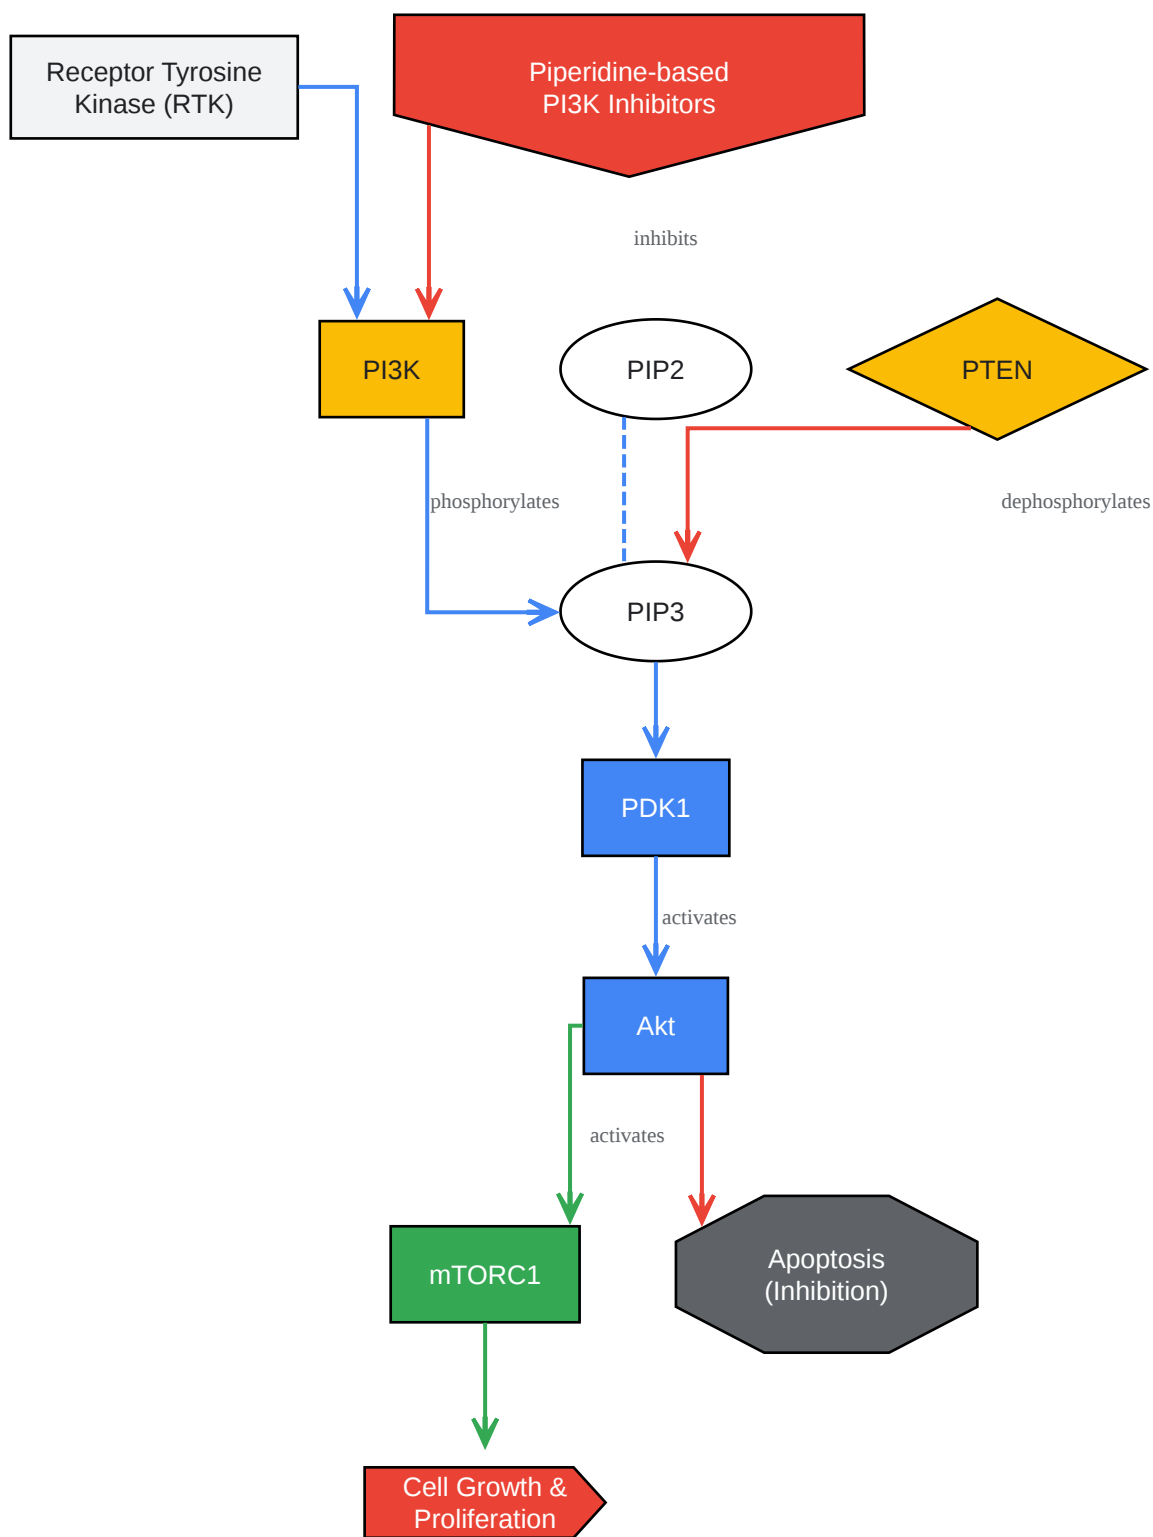 Receptor Tyrosine
Kinase (RTK)
Piperidine-based
PI3K Inhibitors
inhibits
PI3K
PIP2
PTEN
phosphorylates
dephosphorylates
PIP3
PDK1
activates
Akt
activates
mTORC1
Apoptosis
(Inhibition)
Cell Growth &
Proliferation